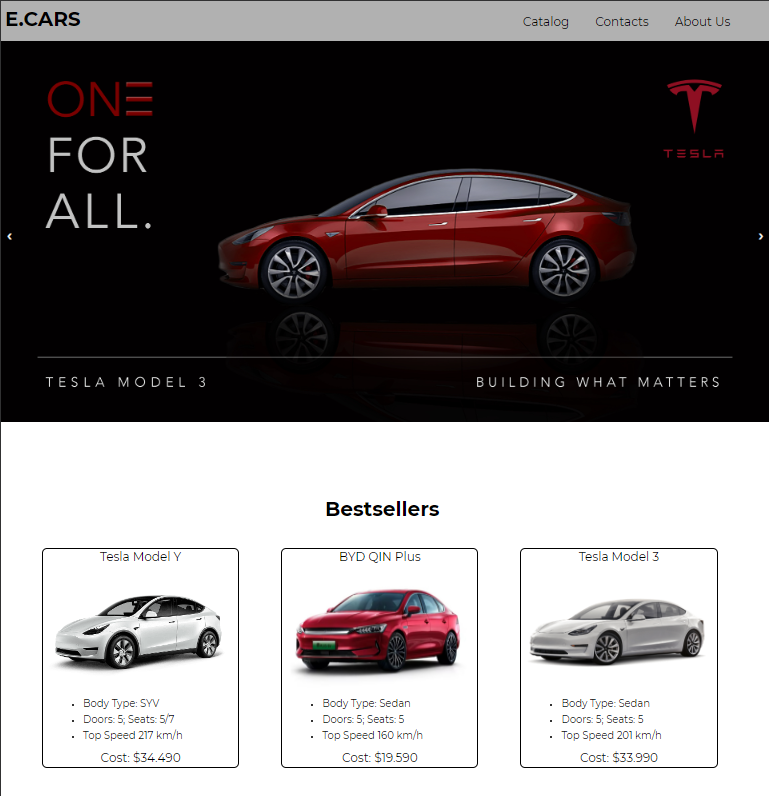 E.CARS
Catalog Contacts About Us
ONE
FOR
ALL.
TESLA
‹ ›
TESLA MODEL 3
BUILDING WHAT MATTERS
Bestsellers
Tesla Model Y
• Body Type: SYV
• Doors: 5; Seats: 5/7
• Top Speed 217 km/h
Cost: $34.490
BYD QIN Plus
• Body Type: Sedan
• Doors: 5; Seats: 5
• Top Speed 160 km/h
Cost: $19.590
Tesla Model 3
• Body Type: Sedan
• Doors: 5; Seats: 5
• Top Speed 201 km/h
Cost: $33.990